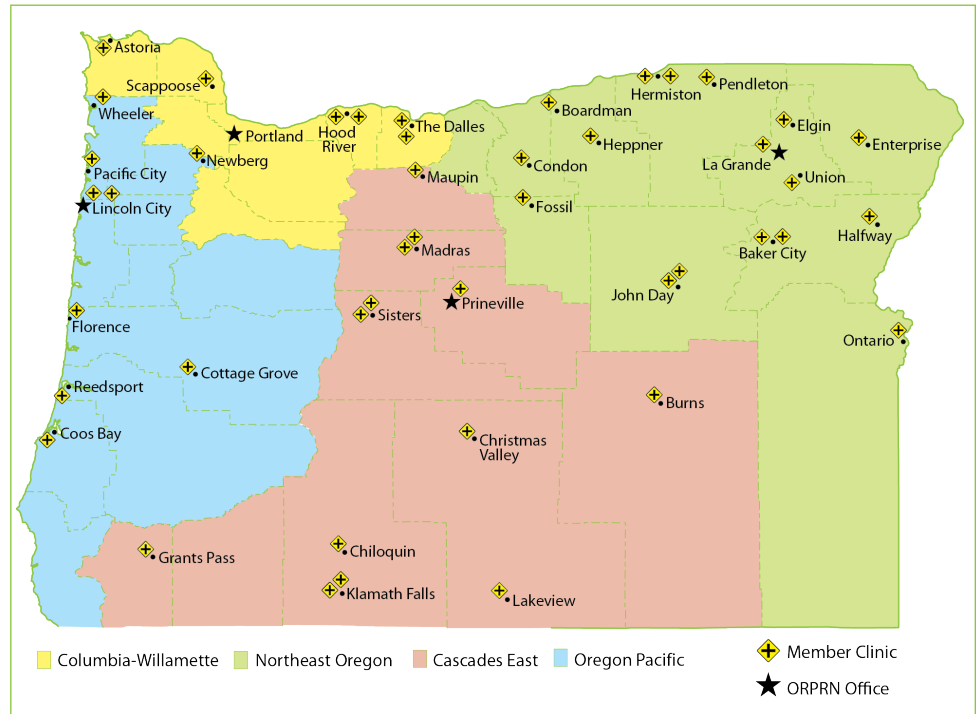 Astoria
Scappoose
Wheeler
Portland
Hood
River
The Dalles
Boardman
Hermiston
Pendleton
Heppner
Elgin
Enterprise
La Grande
Union
Newberg
Pacific City
Lincoln City
Maupin
Condon
Fossil
Halfway
Baker City
Madras
John Day
Prineville
Sisters
Florence
Ontario
Cottage Grove
Reedsport
Burns
Coos Bay
Christmas
Valley
Grants Pass
Chiloquin
Klamath Falls
Lakeview
Columbia-Willamette
Northeast Oregon
Cascades East
Oregon Pacific
Member Clinic
ORPRN Office